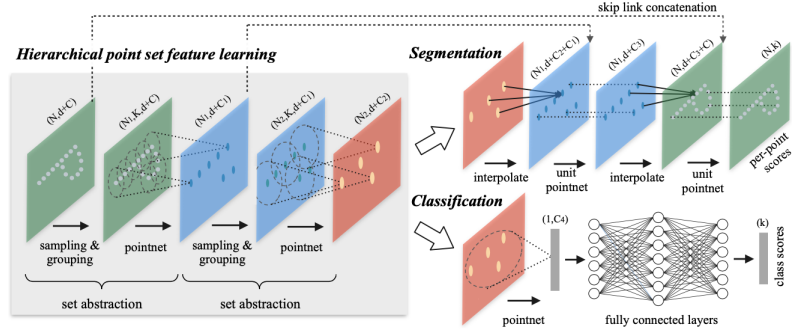 skip link concatenation
Hierarchical point set feature learning
Segmentation
(N,d+C)
(N1,K,d+C)
(N1,d+C1)
(N2,K,d+C1)
(N2,d+C2)
(N1,d+C2+C1)
(N1,d+C3)
(N,d+C3+C)
(N,k)
per-point
scores
interpolate
unit
pointnet
interpolate
unit
pointnet
sampling &
grouping
pointnet
sampling &
grouping
pointnet
set abstraction
set abstraction
Classification
(1,C4)
(k)
class scores
pointnet
fully connected layers